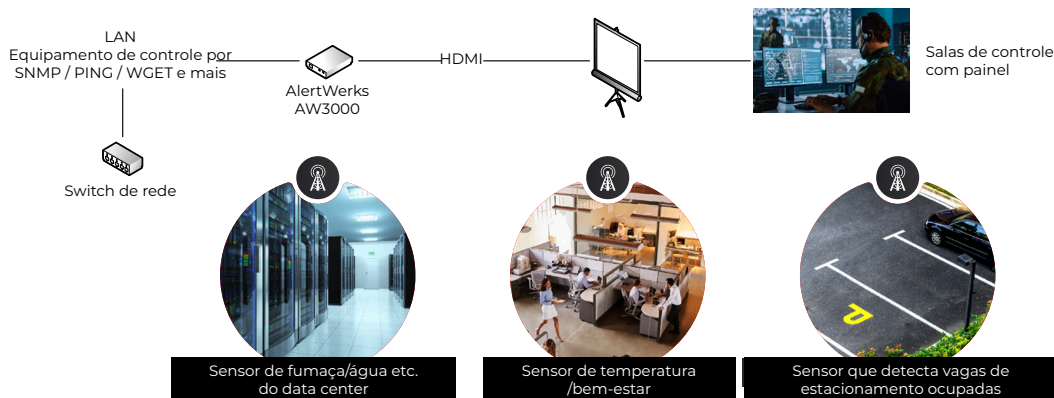 LAN
Equipamento de controle por
SNMP / PING / WGET e mais
HDMI
AlertWerks
AW3000
Salas de controle
com painel
Switch de rede
Sensor de fumaça/água etc.
do data center
Sensor de temperatura
/bem-estar
Sensor que detecta vagas de
estacionamento ocupadas